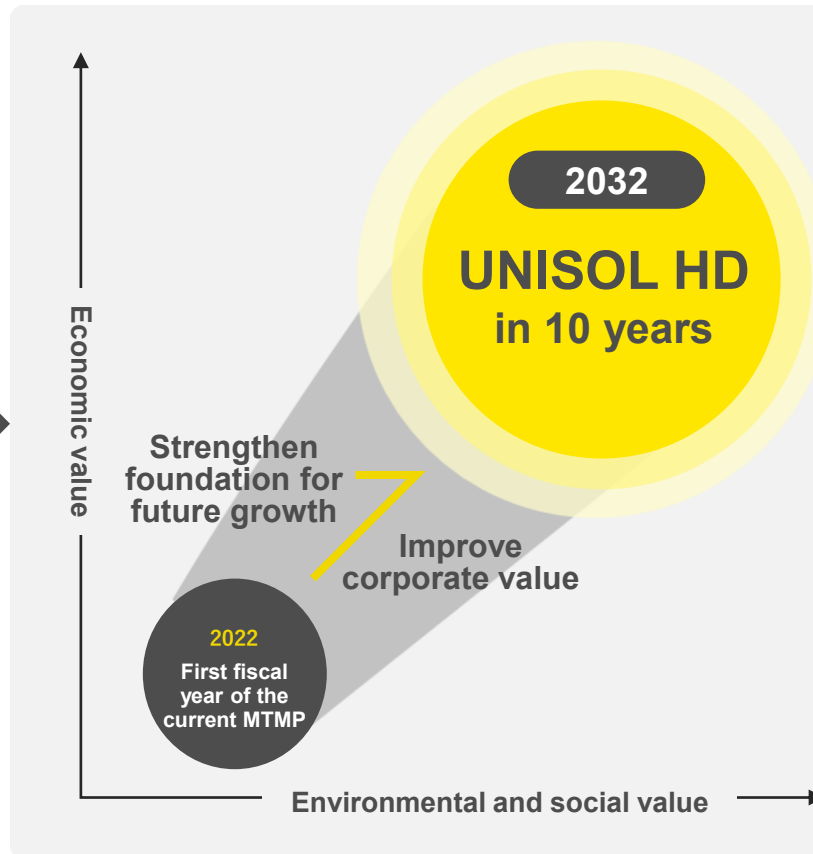 2032
UNISOL HD
in 10 years
Economic value
Strengthen
foundation for
future growth
Improve
corporate value
2022
First fiscal
year of the
current MTMP
Environmental and social value